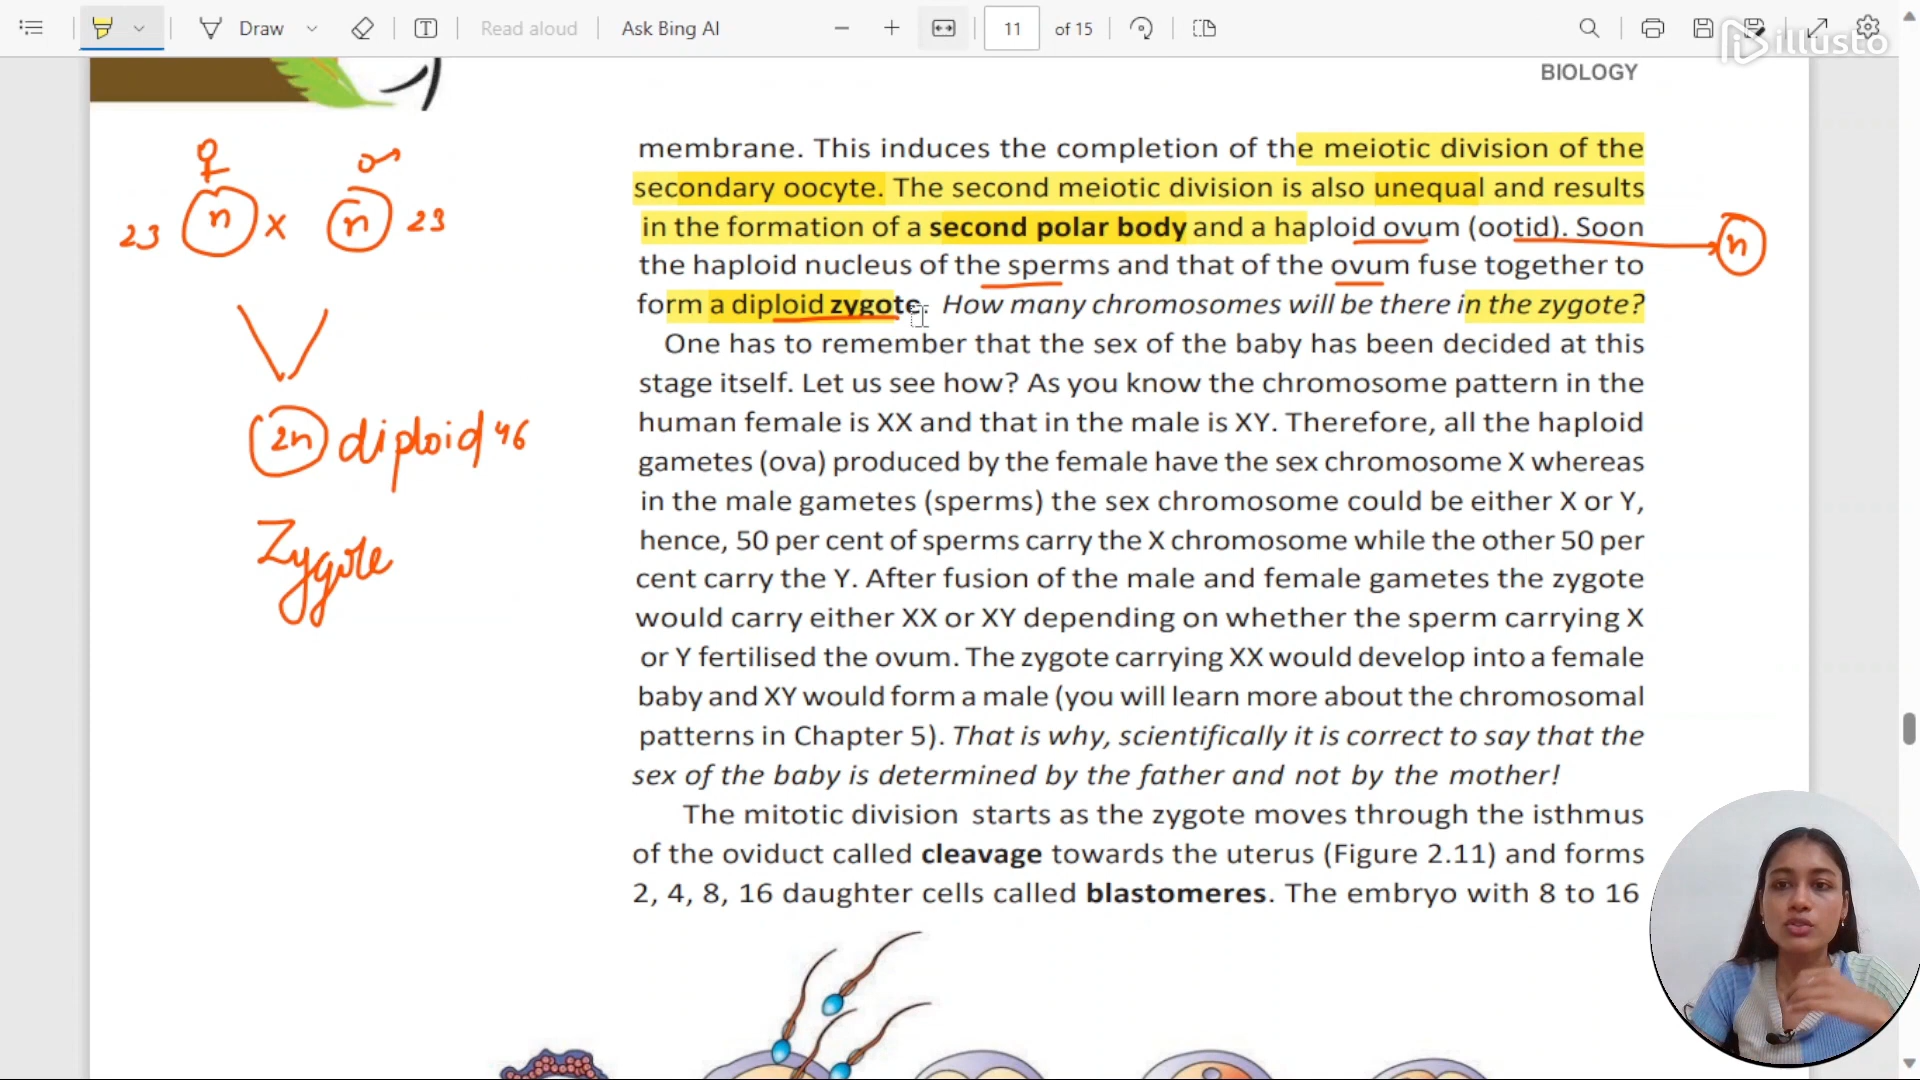 Draw
Read aloud
Ask Bing AI
11
of 15
illusto
BIOLOGY
♀ ♂
23 n x n 23
2n diploid 46
Zygote
membrane. This induces the completion of the meiotic division of the
secondary oocyte. The second meiotic division is also unequal and results
in the formation of a second polar body and a haploid ovum (ootid). Soon
n
the haploid nucleus of the sperms and that of the ovum fuse together to
form a diploid zygote. How many chromosomes will be there in the zygote?
One has to remember that the sex of the baby has been decided at this
stage itself. Let us see how? As you know the chromosome pattern in the
human female is XX and that in the male is XY. Therefore, all the haploid
gametes (ova) produced by the female have the sex chromosome X whereas
in the male gametes (sperms) the sex chromosome could be either X or Y,
hence, 50 per cent of sperms carry the X chromosome while the other 50 per
cent carry the Y. After fusion of the male and female gametes the zygote
would carry either XX or XY depending on whether the sperm carrying X
or Y fertilised the ovum. The zygote carrying XX would develop into a female
baby and XY would form a male (you will learn more about the chromosomal
patterns in Chapter 5). That is why, scientifically it is correct to say that the
sex of the baby is determined by the father and not by the mother!
The mitotic division starts as the zygote moves through the isthmus
of the oviduct called cleavage towards the uterus (Figure 2.11) and forms
2, 4, 8, 16 daughter cells called blastomeres. The embryo with 8 to 16